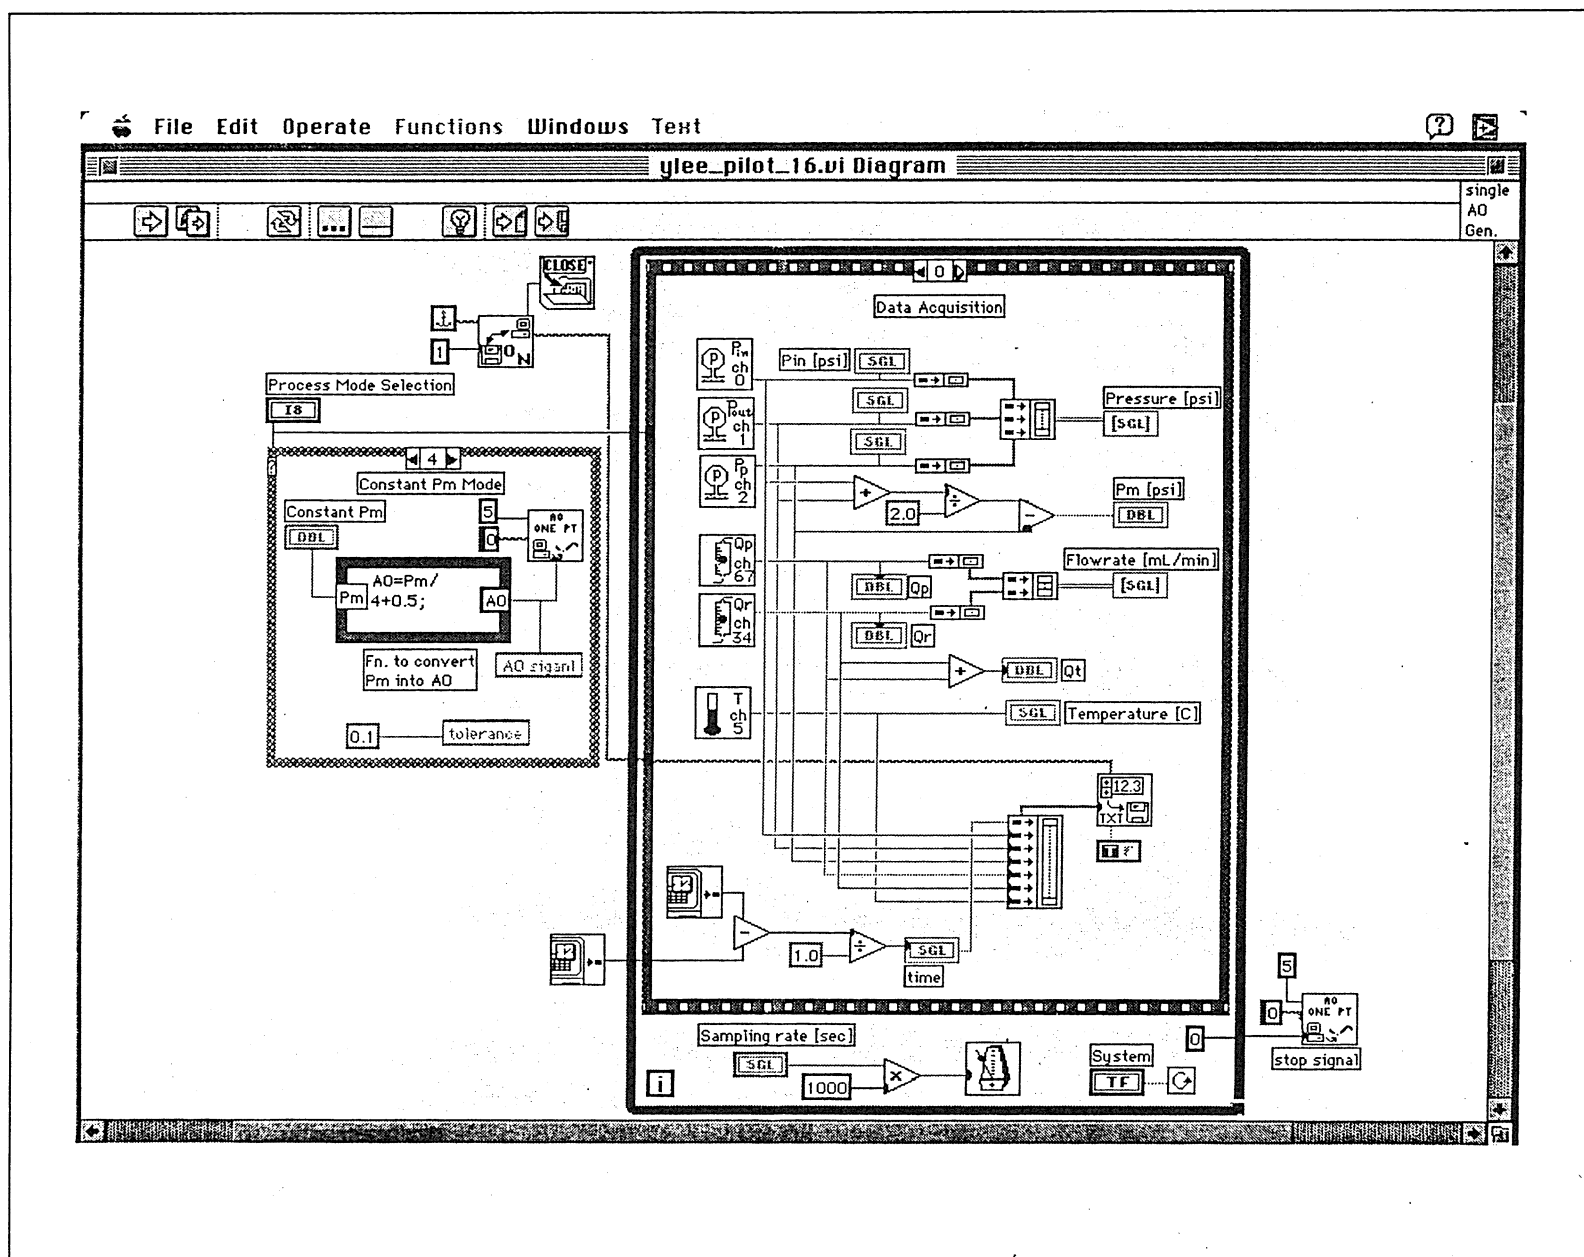 File Edit Operate Functions Windows Text
?
ylee_pilot_16.vi Diagram
single
AO
Gen.
CLOSE
1
O N
Process Mode Selection
I8
?
4
Constant Pm Mode
Constant Pm
DBL
5
0
AO
ONE PT
Pm
AO=Pm/
4+0.5;
AO
Fn. to convert
Pm into AO
AO siganl
0.1
tolerance
0
Data Acquisition
P Pin
ch
0
Pin [psi]
SGL
P Pout
ch
1
SGL
P Pp
ch
2
SGL
Pressure [psi]
[SGL]
+
2.0
÷
−
Pm [psi]
DBL
Qp
ch
67
DBL
Qp
Flowrate [mL/min]
[SGL]
Qr
ch
34
DBL
Qr
+
DBL
Qt
T
ch
5
SGL
Temperature [C]
12.3
TXT
T F
−
1.0
÷
SGL
time
Sampling rate [sec]
SGL
1000
x
i
System
TF
0
5
0
AO
ONE PT
stop signal